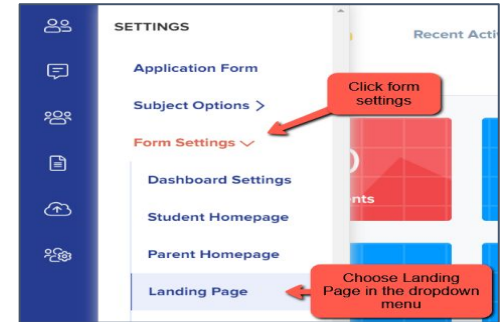 SETTINGS
Recent Acti
Application Form
Click form
settings
Subject Options >
Form Settings
nts
Dashboard Settings
Student Homepage
Parent Homepage
Landing Page
Choose Landing
Page in the dropdown
menu